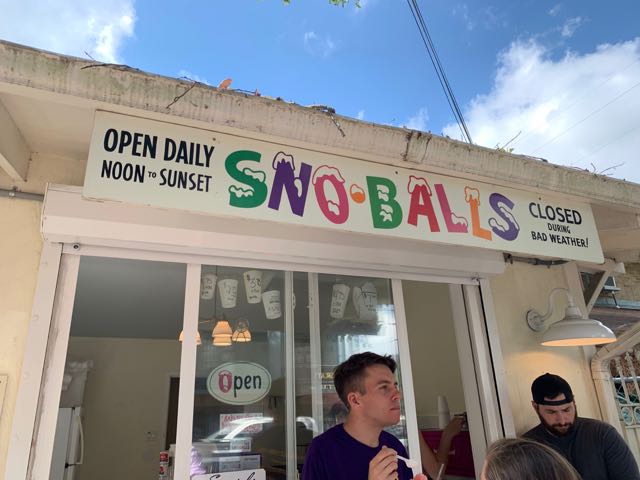 OPEN DAILY
NOON TO SUNSET
SNO·BALLS
CLOSED
DURING
BAD WEATHER!
Open